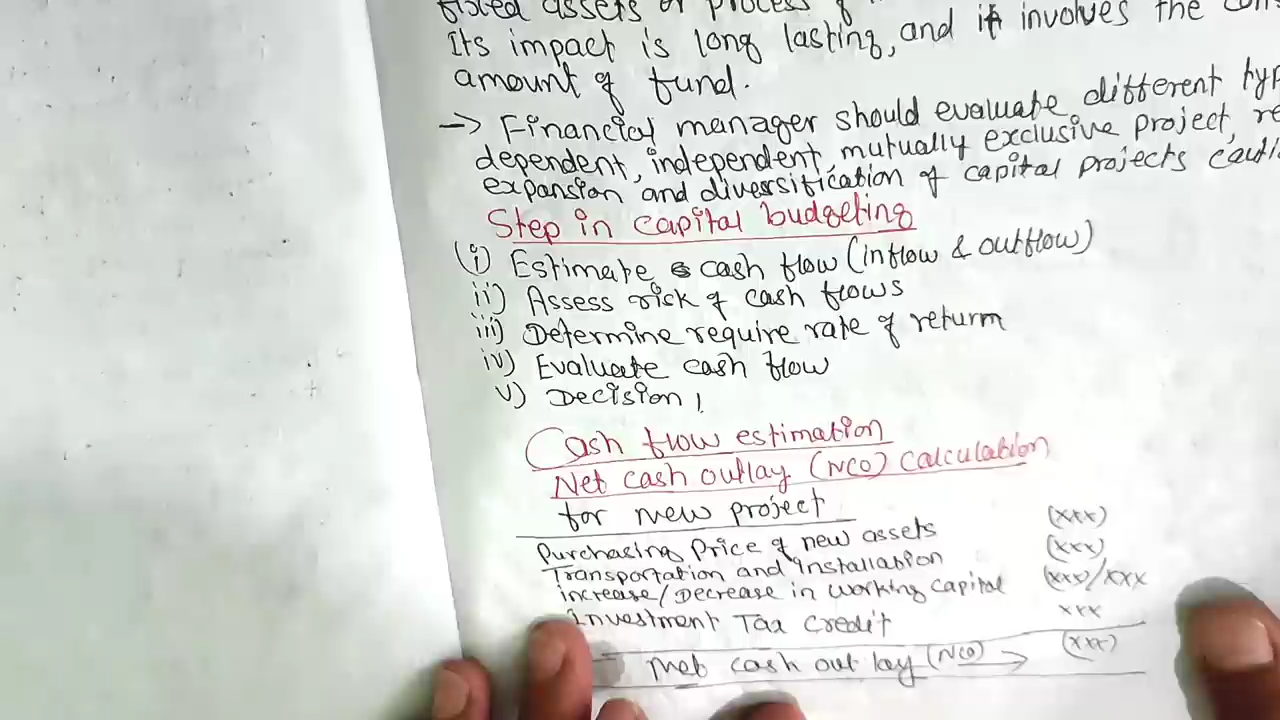 assets or process of
Its impact is long lasting, and it involves the
amount of fund.
→ Financial manager should evaluate different
dependent, independent, mutually exclusive project,
expansion and diversification of capital projects
Step in capital budgeting
(i) Estimate cash flow (inflow & outflow)
ii) Assess risk of cash flows
iii) Determine require rate of return
iv) Evaluate cash flow
v) Decision
Cash flow estimation
Net cash outlay (NCO) calculation
for new project
Purchasing Price of new assets (xxx)
Transportation and installation (xxx)
increase/Decrease in working capital (xxx)/xxx
Investment Tax credit xxx
Net cash out lay (NCO) → (xxx)